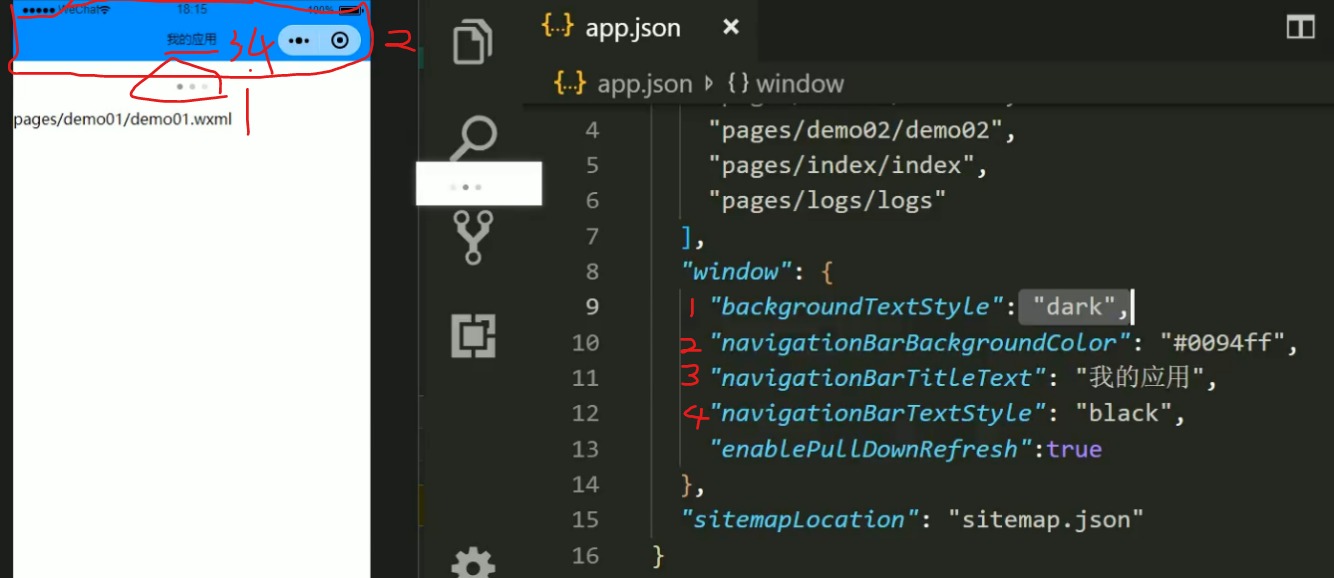 WeChat 18:15 100%
我的应用 3 4 2
1
pages/demo01/demo01.wxml
{..} app.json ×
{..} app.json {} window
4 "pages/demo02/demo02",
5 "pages/index/index",
6 "pages/logs/logs"
7 ],
8 "window": {
9 1 "backgroundTextStyle": "dark",
10 2 "navigationBarBackgroundColor": "#0094ff",
11 3 "navigationBarTitleText": "我的应用",
12 4 "navigationBarTextStyle": "black",
13 "enablePullDownRefresh":true
14 },
15 "sitemapLocation": "sitemap.json"
16 }